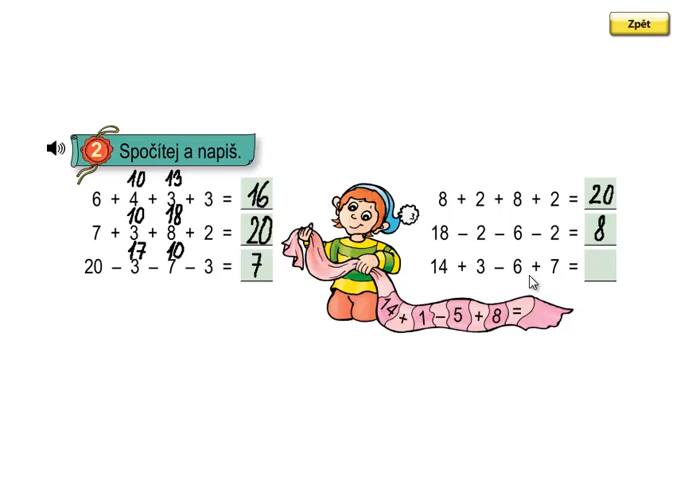 Zpět
2 Spočítej a napiš.
10 13
6 + 4 + 3 + 3 = 16
10 18
7 + 3 + 8 + 2 = 20
17 10
20 – 3 – 7 – 3 = 7
8 + 2 + 8 + 2 = 20
18 – 2 – 6 – 2 = 8
14 + 3 – 6 + 7 =
14 + 1 – 5 + 8 =